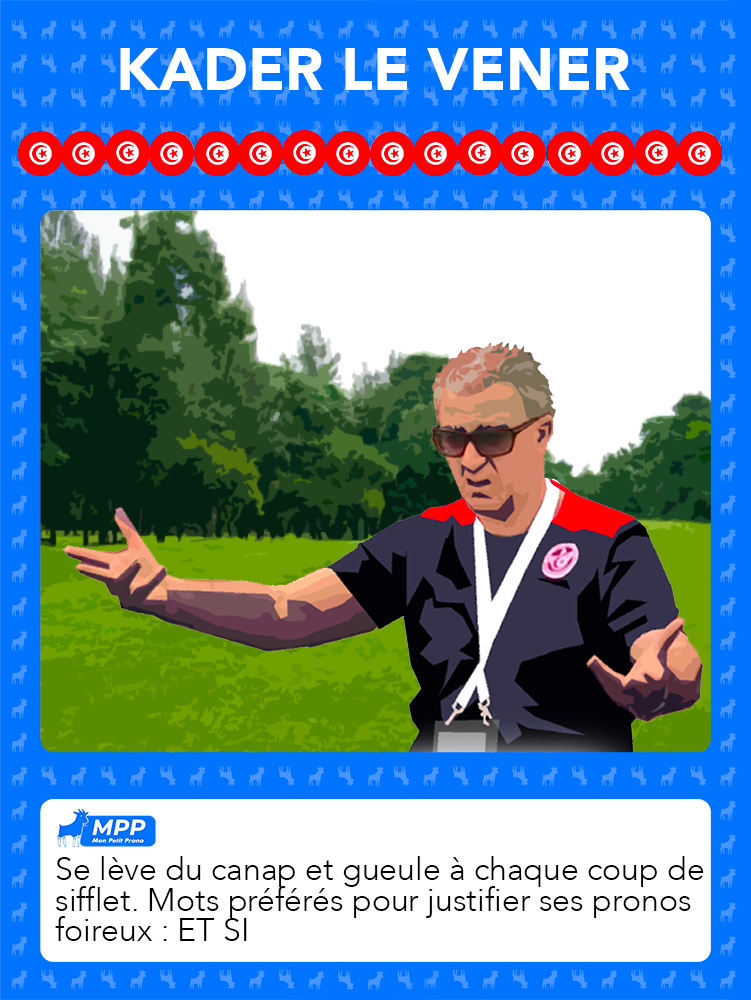 KADER LE VENER
MPP
Mon Petit Prono
Se lève du canap et gueule à chaque coup de
sifflet. Mots préférés pour justifier ses pronos
foireux : ET SI